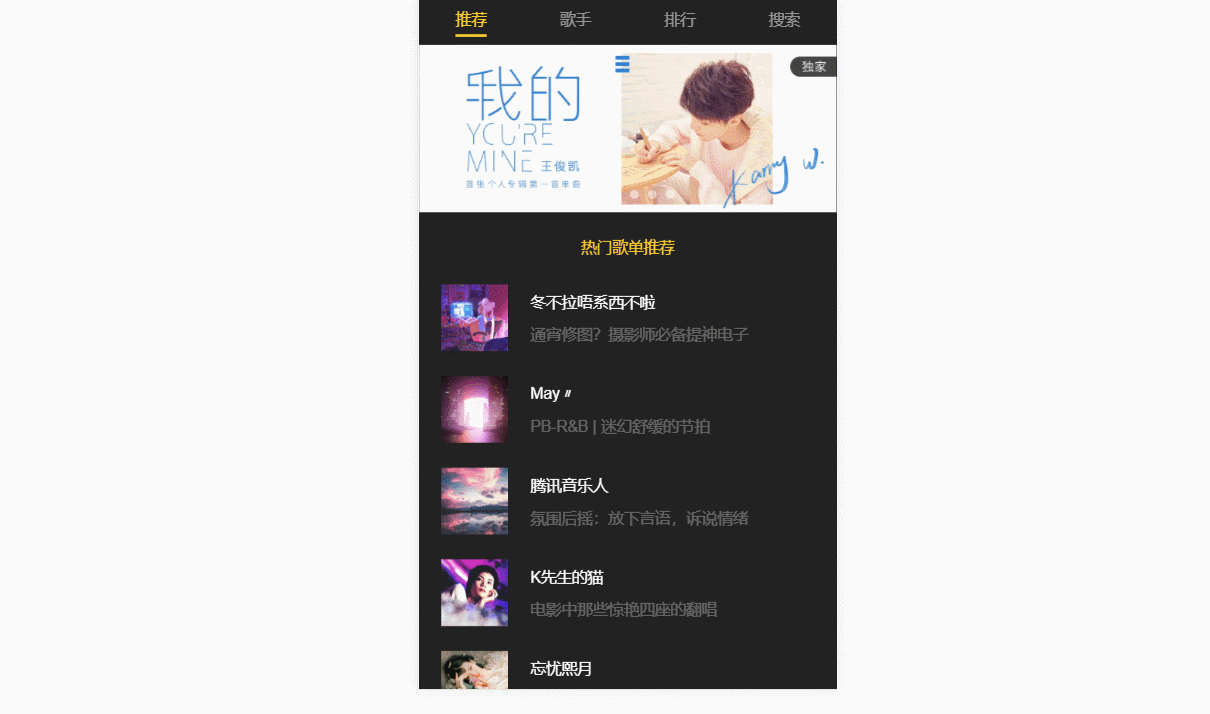 推荐 歌手 排行 搜索
独家
我的
YOU'RE
MINE 王俊凯
首张个人专辑第一首单曲
Karry W.
热门歌单推荐
冬不拉唔系西不啦
通宵修图？摄影师必备提神电子
May〃
PB-R&B | 迷幻舒缓的节拍
腾讯音乐人
氛围后摇：放下言语，诉说情绪
K先生的猫
电影中那些惊艳四座的翻唱
忘忧熙月